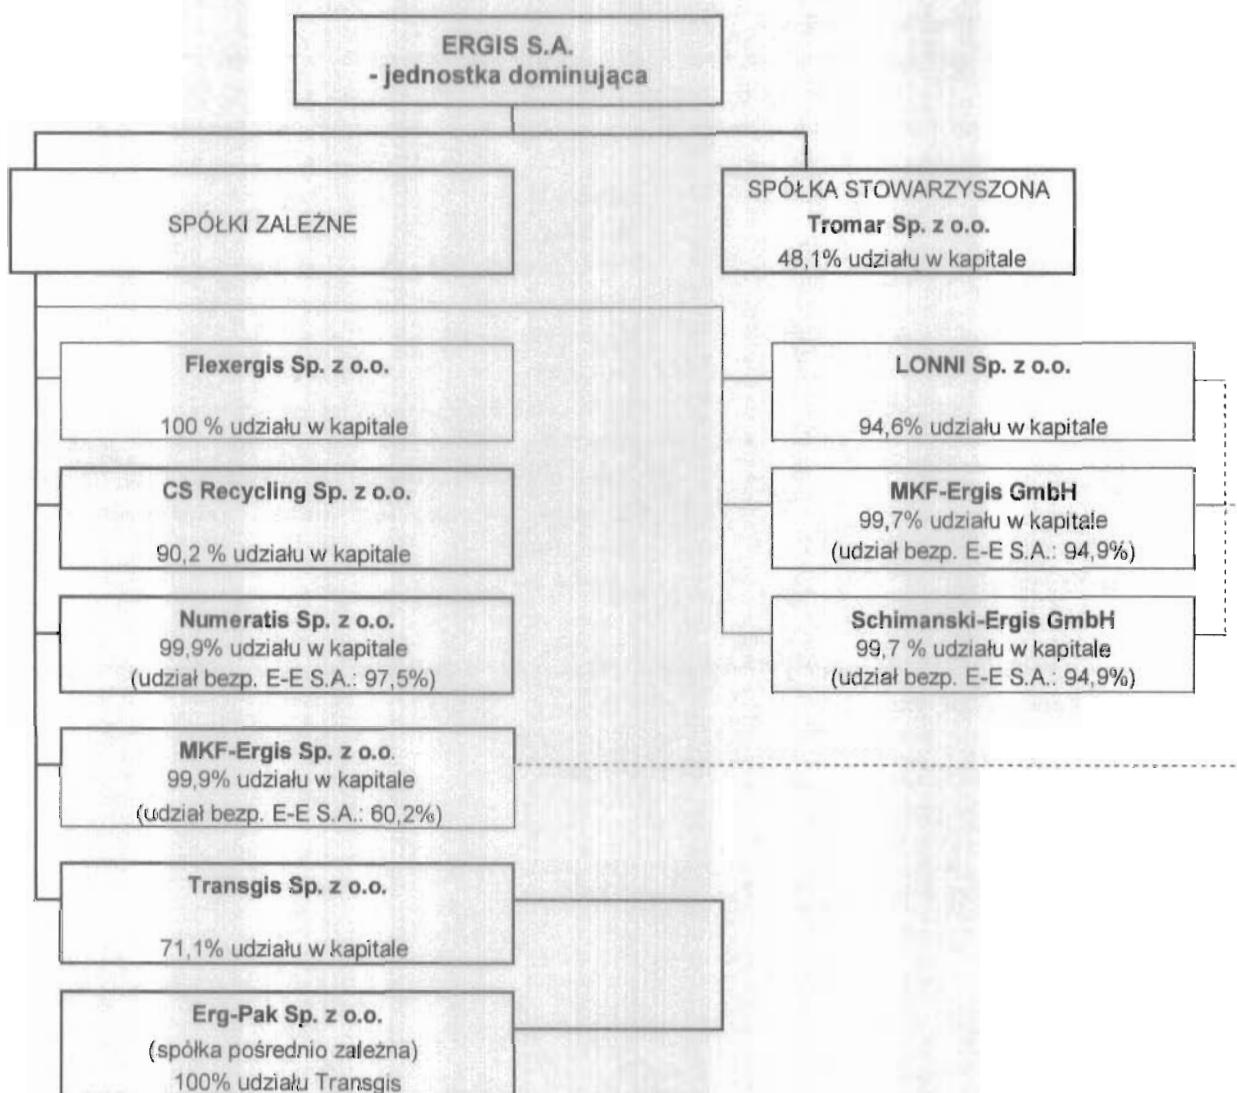 ERGIS S.A.
- jednostka dominująca
SPÓŁKI ZALEŻNE
SPÓŁKA STOWARZYSZONA
Tromar Sp. z o.o.
48,1% udziału w kapitale
Flexergis Sp. z o.o.
100 % udziału w kapitale
CS Recycling Sp. z o.o.
90,2 % udziału w kapitale
Numeratis Sp. z o.o.
99,9% udziału w kapitale
(udział bezp. E-E S.A.: 97,5%)
MKF-Ergis Sp. z o.o.
99,9% udziału w kapitale
(udział bezp. E-E S.A.: 60,2%)
Transgis Sp. z o.o.
71,1% udziału w kapitale
Erg-Pak Sp. z o.o.
(spółka pośrednio zależna)
100% udziału Transgis
LONNI Sp. z o.o.
94,6% udziału w kapitale
MKF-Ergis GmbH
99,7% udziału w kapitale
(udział bezp. E-E S.A.: 94,9%)
Schimanski-Ergis GmbH
99,7 % udziału w kapitale
(udział bezp. E-E S.A.: 94,9%)